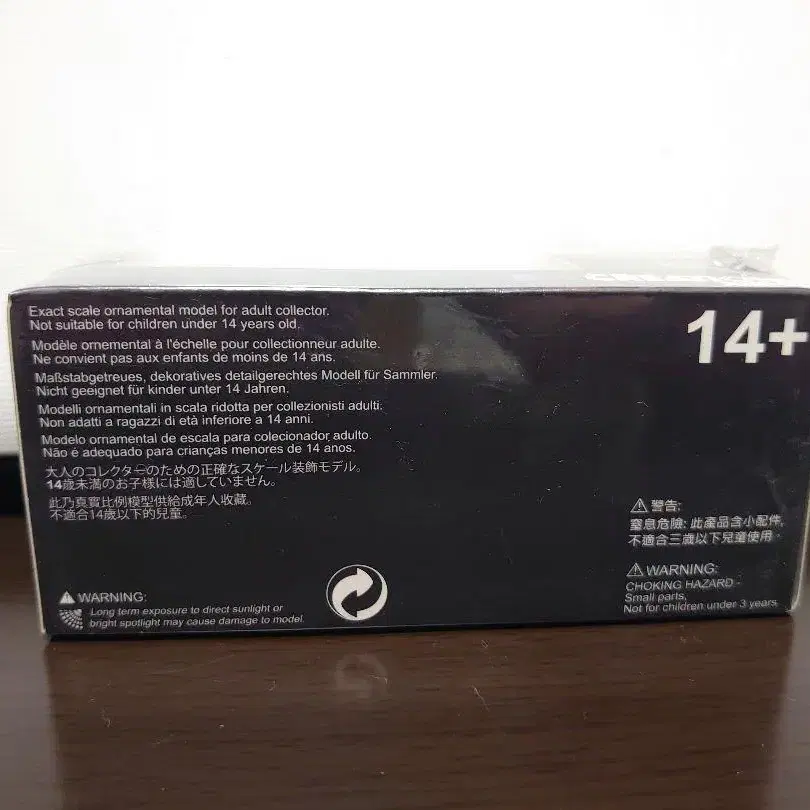 Exact scale ornamental model for adult collector.
Not suitable for children under 14 years old.
Modèle ornemental à l'échelle pour collectionneur adulte.
Ne convient pas aux enfants de moins de 14 ans.
Maßstabgetreues, dekoratives detailgerechtes Modell für Sammler.
Nicht geeignet für kinder unter 14 Jahren.
Modelli ornamentali in scala ridotta per collezionisti adulti.
Non adatti a ragazzi di età inferiore a 14 anni.
Modelo ornamental de escala para colecionador adulto.
Não é adequado para crianças menores de 14 anos.
大人のコレクターのための正確なスケール装飾モデル。
14歳未満のお子様には適していません。
此乃真實比例模型供給成年人收藏。
不適合14歲以下的兒童。
WARNING:
Long term exposure to direct sunlight or
bright spotlight may cause damage to model.
14+
警告:
窒息危險: 此產品含小配件,
不適合三歲以下兒童使用。
WARNING:
CHOKING HAZARD -
Small parts,
Not for children under 3 years